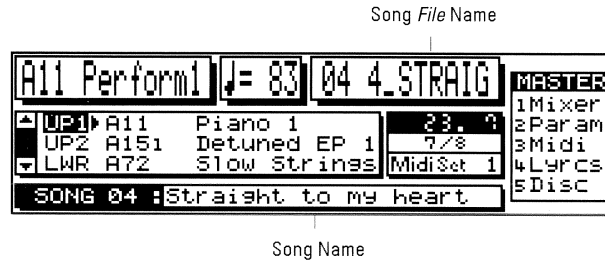 Song File Name
A11 Perform1 ♩= 83 04 4_STRAIG
MASTER
1Mixer
2Param
3Midi
4Lyrcs
5Disc
UP1 A11 Piano 1
UP2 A151 Detuned EP 1
LWR A72 Slow Strings
23. 9
7/8
MidiSet 1
SONG 04 :Straight to my heart
Song Name